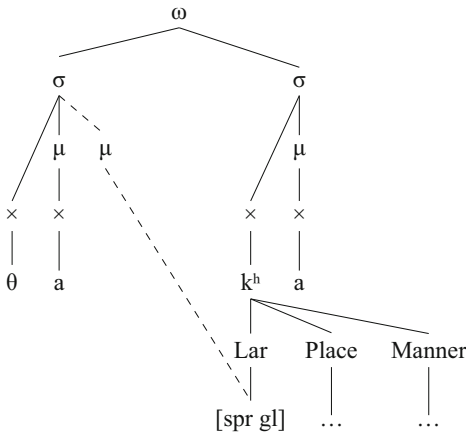 ω
σ σ
μ μ μ
× × × ×
θ a kʰ a
Lar Place Manner
[spr gl] … …